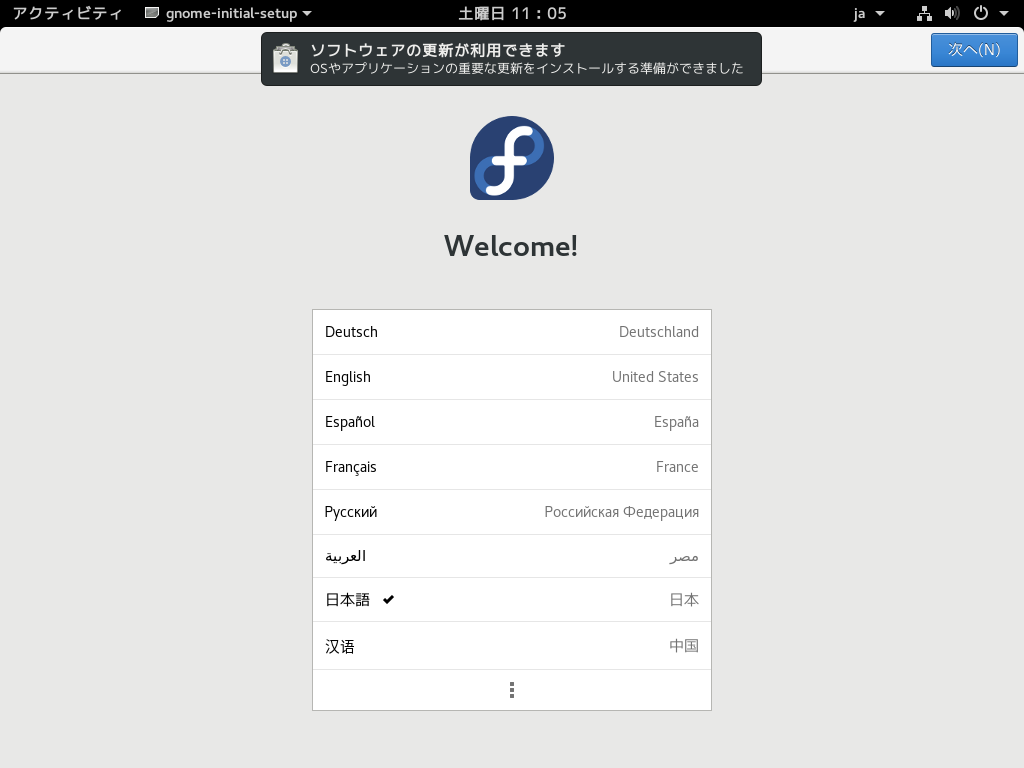 アクティビティ gnome-initial-setup 土曜日 11：05 ja
ソフトウェアの更新が利用できます
OSやアプリケーションの重要な更新をインストールする準備ができました
次へ(N)
Welcome!
Deutsch Deutschland
English United States
Español España
Français France
Русский Российская Федерация
العربية مصر
日本語 日本
汉语 中国